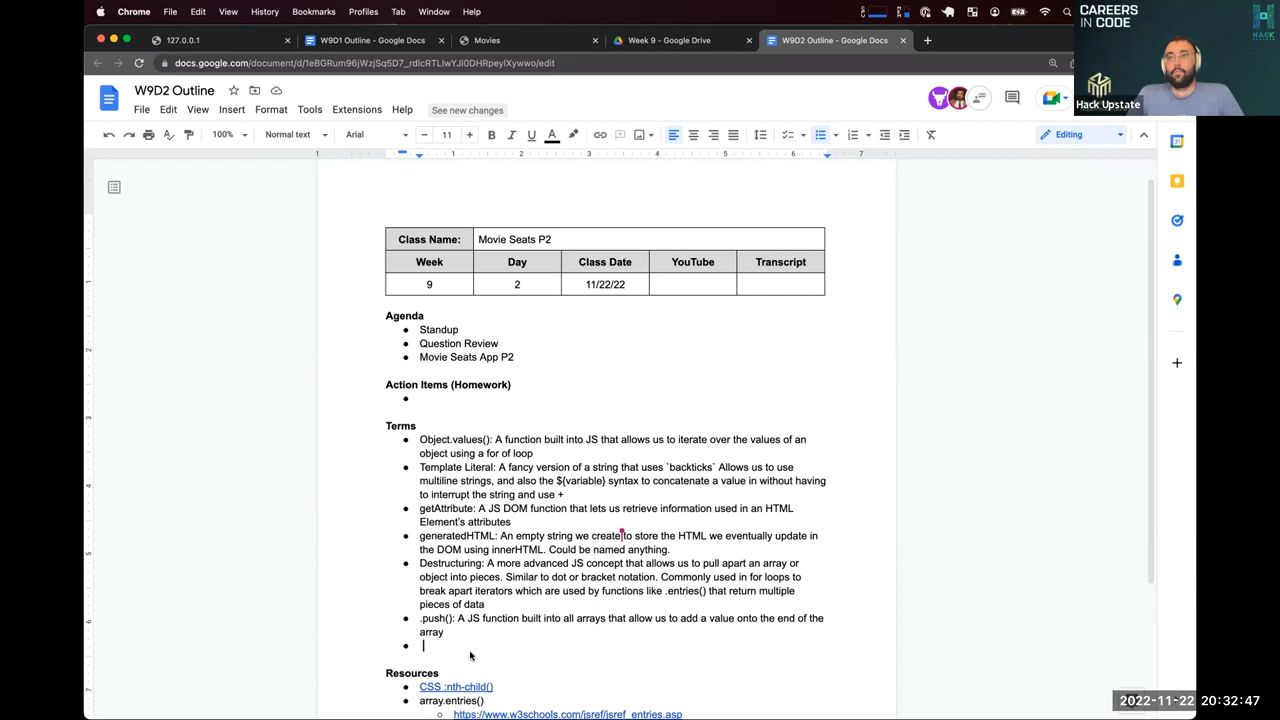 Chrome File Edit View History Bookmarks Profiles Tab Window Help
CAREERS
IN CODE
HACK
UPSTATE
Hack Upstate
127.0.0.1 × W9D1 Outline - Google Docs × Movies × Week 9 - Google Drive × W9D2 Outline - Google Docs × +
docs.google.com/document/d/1eBGRum96jWzjSq5D7_rdlcRTLlwYJl0DHRpeylXywwo/edit
W9D2 Outline
File Edit View Insert Format Tools Extensions Help See new changes
100% Normal text Arial − 11 + B I U A Editing
1 1 2 3 4 5 6 7
Class Name: Movie Seats P2
Week Day Class Date YouTube Transcript
9 2 11/22/22
Agenda
● Standup
● Question Review
● Movie Seats App P2
Action Items (Homework)
●
Terms
● Object.values(): A function built into JS that allows us to iterate over the values of an
object using a for of loop
● Template Literal: A fancy version of a string that uses `backticks` Allows us to use
multiline strings, and also the ${variable} syntax to concatenate a value in without having
to interrupt the string and use +
● getAttribute: A JS DOM function that lets us retrieve information used in an HTML
Element's attributes
● generatedHTML: An empty string we create to store the HTML we eventually update in
the DOM using innerHTML. Could be named anything.
● Destructuring: A more advanced JS concept that allows us to pull apart an array or
object into pieces. Similar to dot or bracket notation. Commonly used in for loops to
break apart iterators which are used by functions like .entries() that return multiple
pieces of data
● .push(): A JS function built into all arrays that allow us to add a value onto the end of the
array
●
Resources
● CSS :nth-child()
● array.entries()
○ https://www.w3schools.com/jsref/jsref_entries.asp
2022-11-22 20:32:47